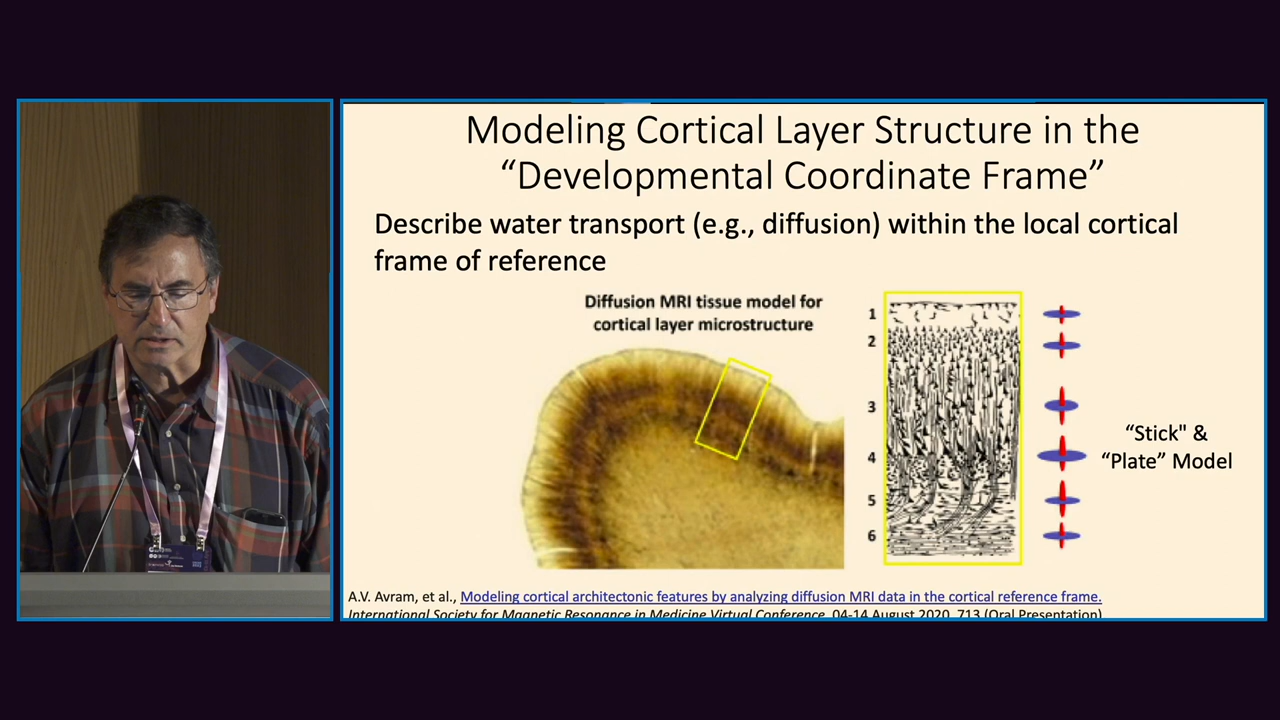 Modeling Cortical Layer Structure in the
“Developmental Coordinate Frame”
Describe water transport (e.g., diffusion) within the local cortical
frame of reference
Diffusion MRI tissue model for
cortical layer microstructure
1
2
3
4
5
6
“Stick" &
“Plate” Model
A.V. Avram, et al., Modeling cortical architectonic features by analyzing diffusion MRI data in the cortical reference frame.
International Society for Magnetic Resonance in Medicine Virtual Conference, 04-14 August 2020, 713 (Oral Presentation)